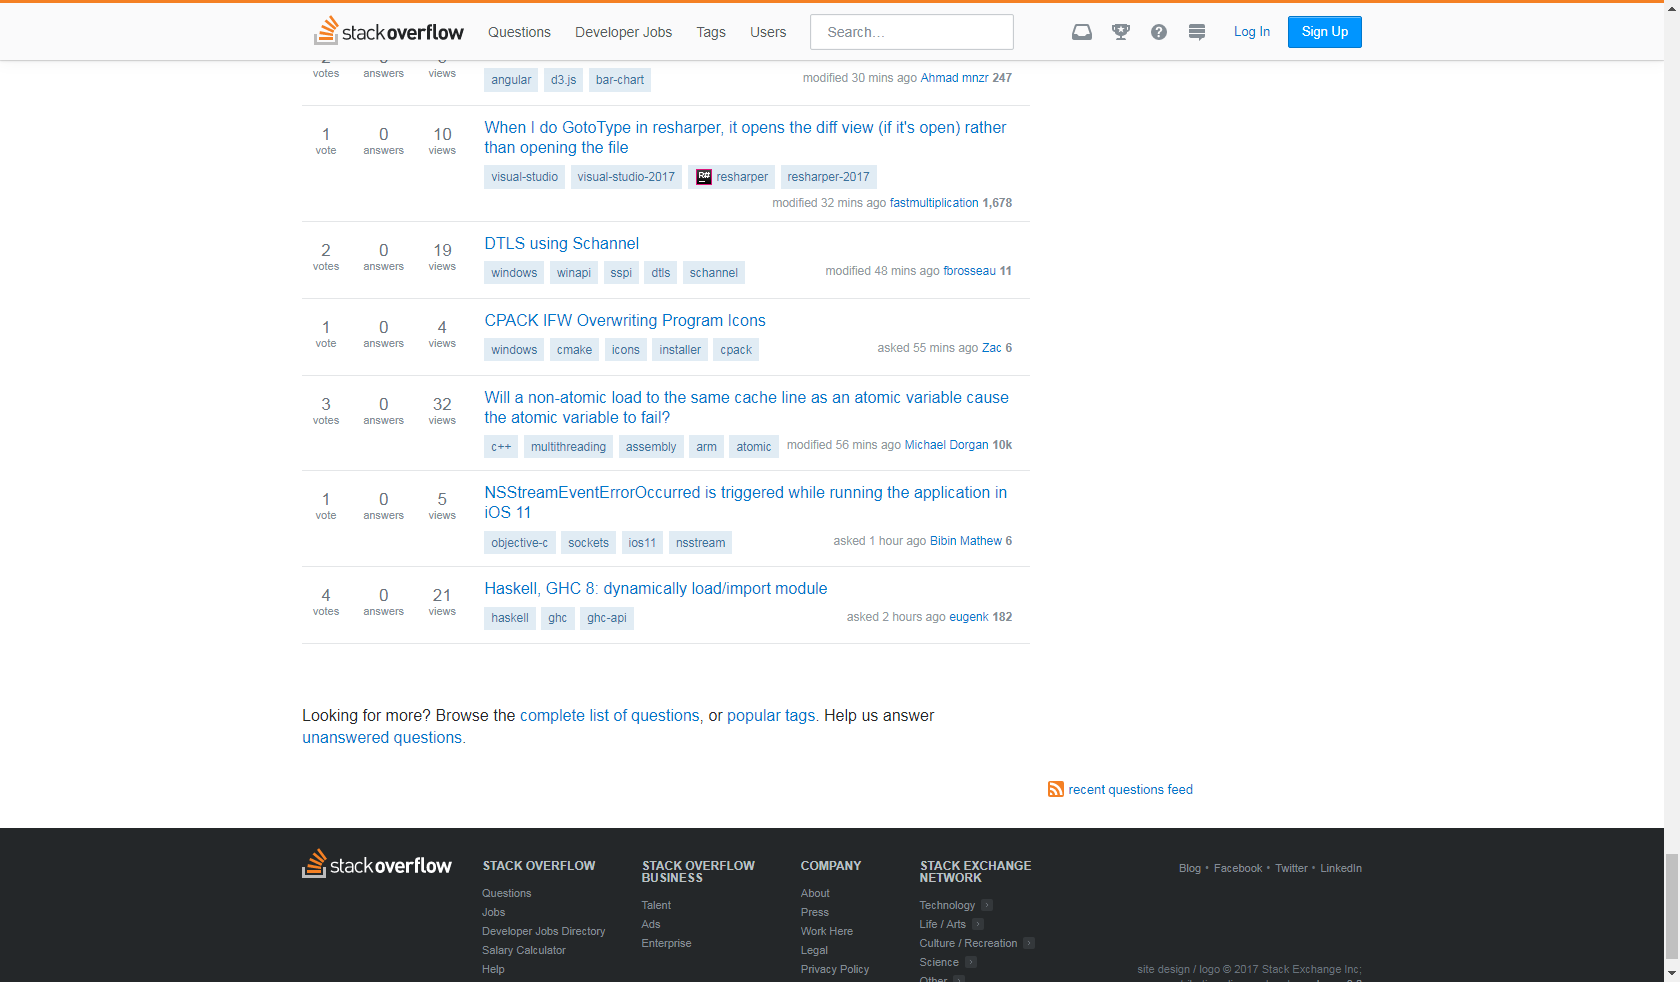 stackoverflow Questions Developer Jobs Tags Users Search... Log In Sign Up
votes answers views
angular d3.js bar-chart modified 30 mins ago Ahmad mnzr 247
1 vote 0 answers 10 views
When I do GotoType in resharper, it opens the diff view (if it's open) rather
than opening the file
visual-studio visual-studio-2017 R# resharper resharper-2017
modified 32 mins ago fastmultiplication 1,678
2 votes 0 answers 19 views
DTLS using Schannel
windows winapi sspi dtls schannel modified 48 mins ago fbrosseau 11
1 vote 0 answers 4 views
CPACK IFW Overwriting Program Icons
windows cmake icons installer cpack asked 55 mins ago Zac 6
3 votes 0 answers 32 views
Will a non-atomic load to the same cache line as an atomic variable cause
the atomic variable to fail?
c++ multithreading assembly arm atomic modified 56 mins ago Michael Dorgan 10k
1 vote 0 answers 5 views
NSStreamEventErrorOccurred is triggered while running the application in
iOS 11
objective-c sockets ios11 nsstream asked 1 hour ago Bibin Mathew 6
4 votes 0 answers 21 views
Haskell, GHC 8: dynamically load/import module
haskell ghc ghc-api asked 2 hours ago eugenk 182
Looking for more? Browse the complete list of questions, or popular tags. Help us answer
unanswered questions.
recent questions feed
stackoverflow
STACK OVERFLOW
Questions
Jobs
Developer Jobs Directory
Salary Calculator
Help
STACK OVERFLOW
BUSINESS
Talent
Ads
Enterprise
COMPANY
About
Press
Work Here
Legal
Privacy Policy
STACK EXCHANGE
NETWORK
Technology
Life / Arts
Culture / Recreation
Science
Other
Blog • Facebook • Twitter • LinkedIn
site design / logo © 2017 Stack Exchange Inc;